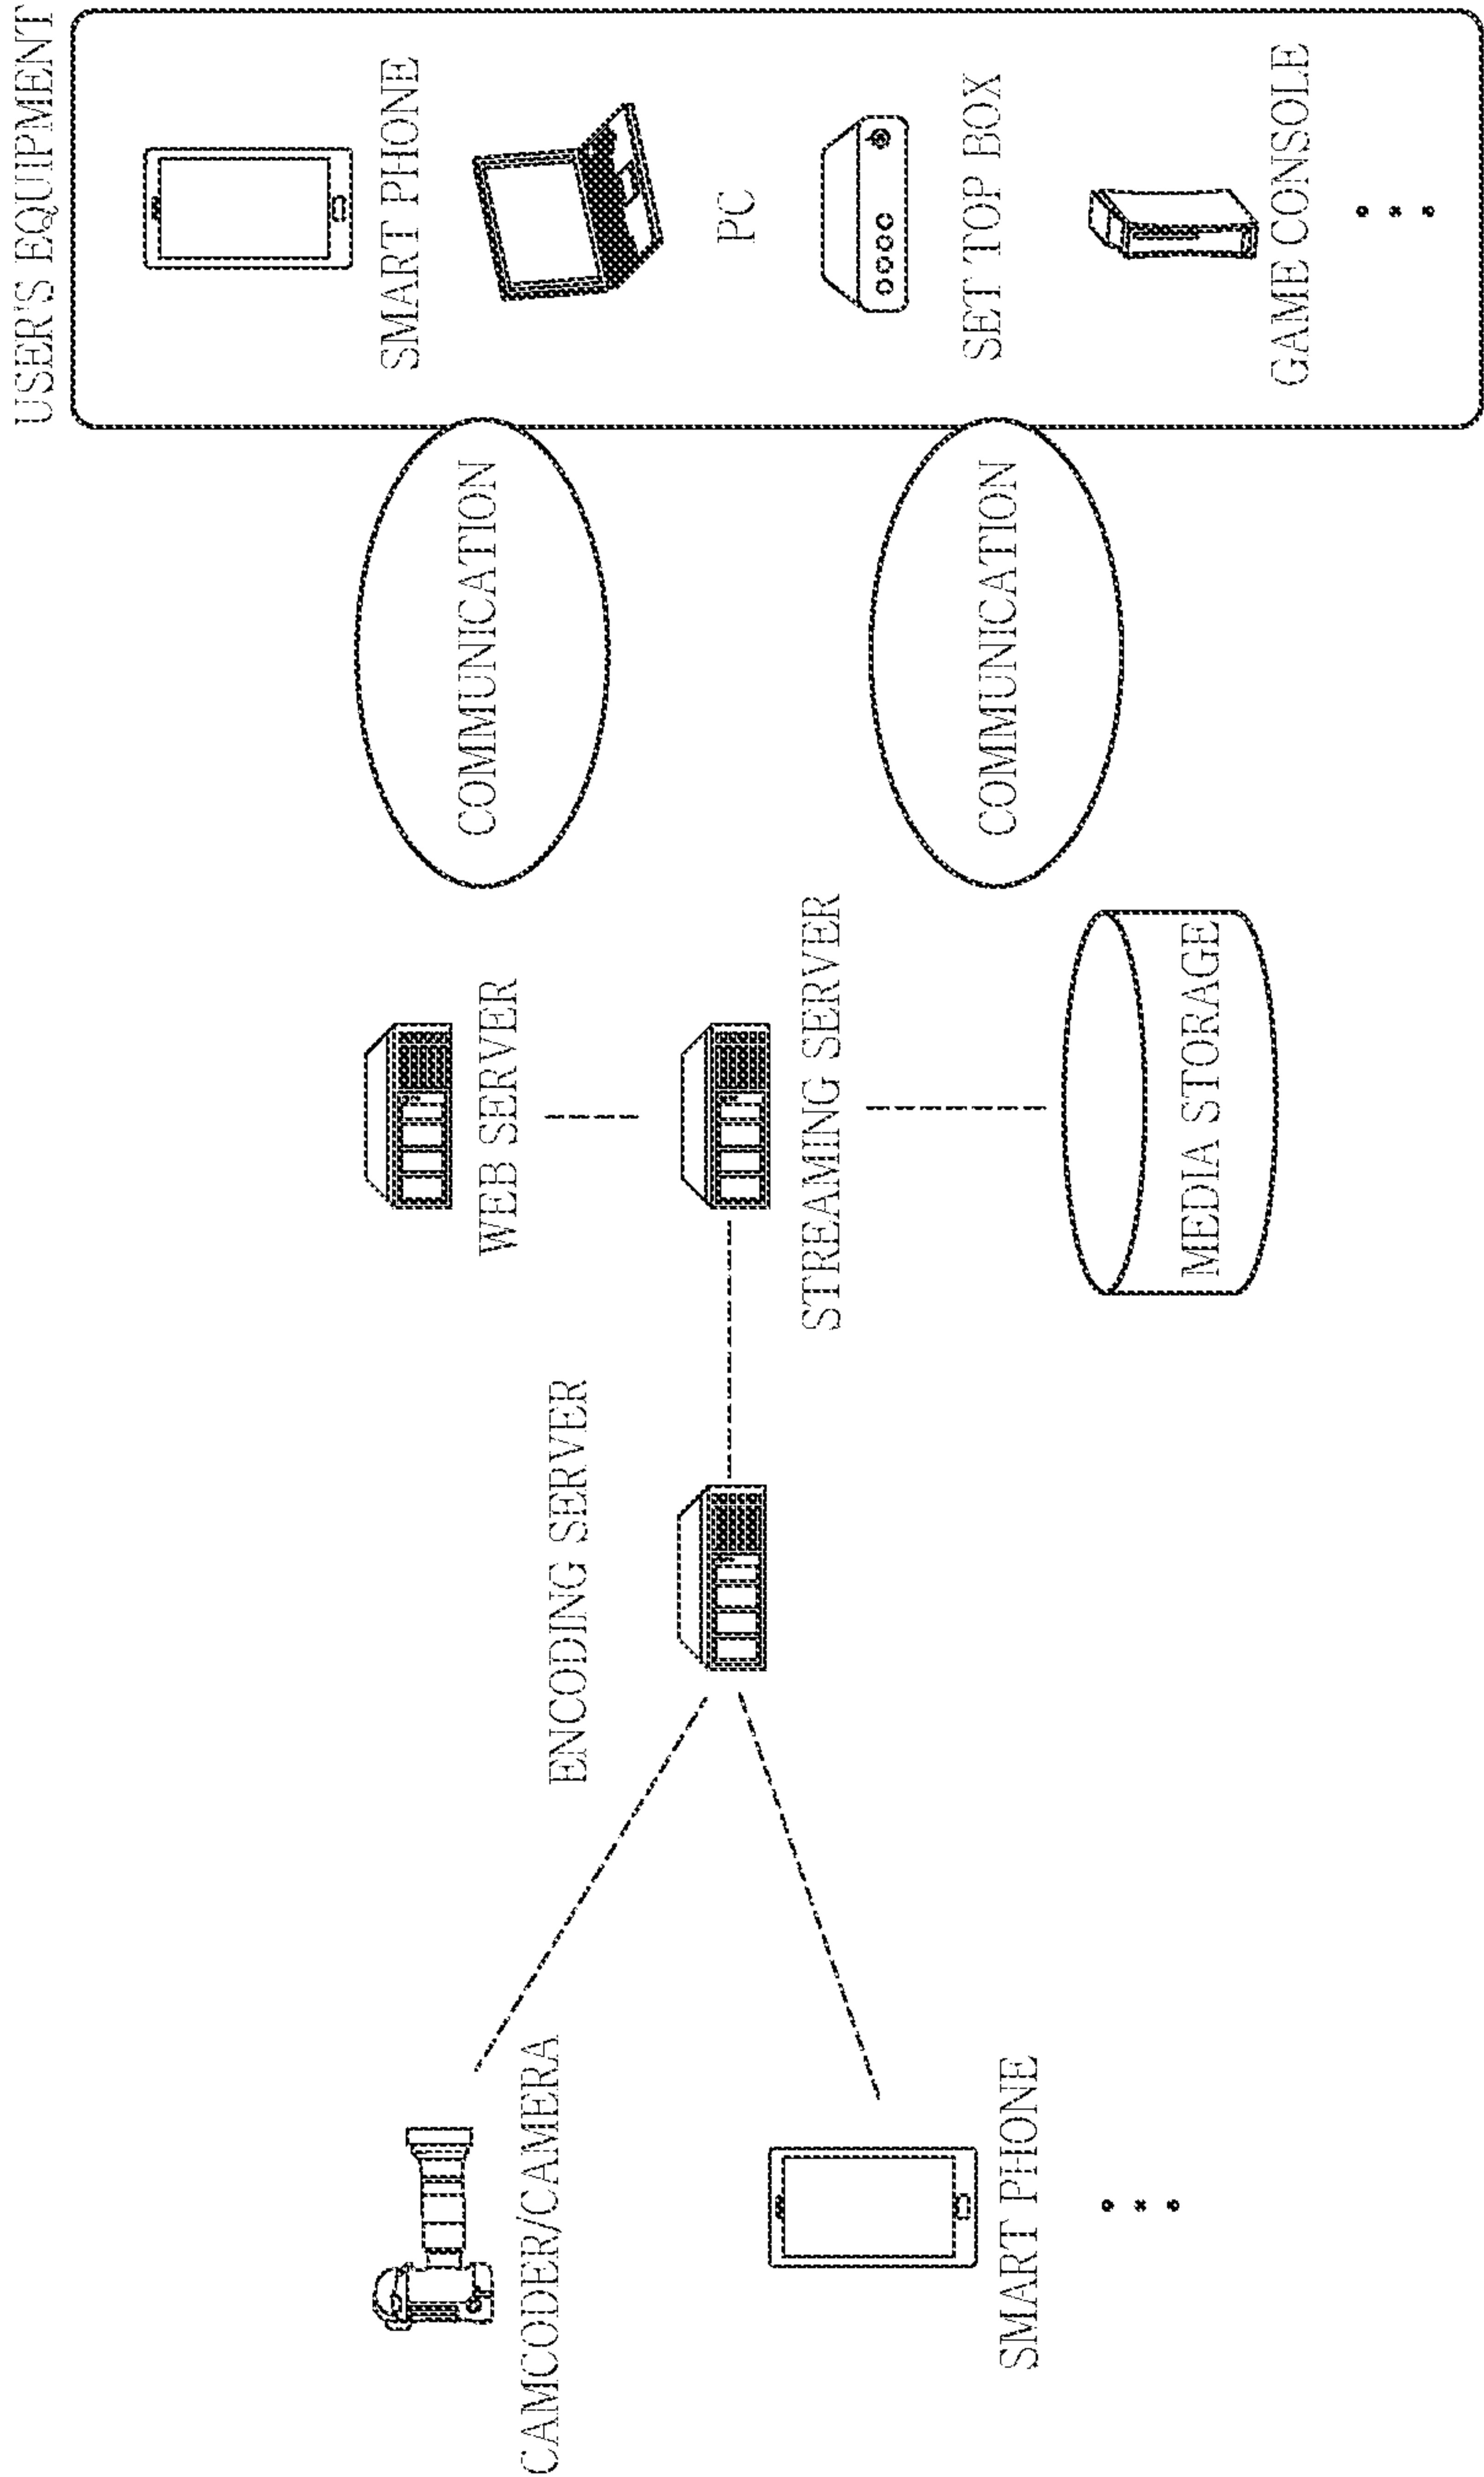 CAMCODER/CAMERA
SMART PHONE
ENCODING SERVER
WEB SERVER
STREAMING SERVER
MEDIA STORAGE
COMMUNICATION
COMMUNICATION
USER'S EQUIPMENT
SMART PHONE
PC
SET TOP BOX
GAME CONSOLE